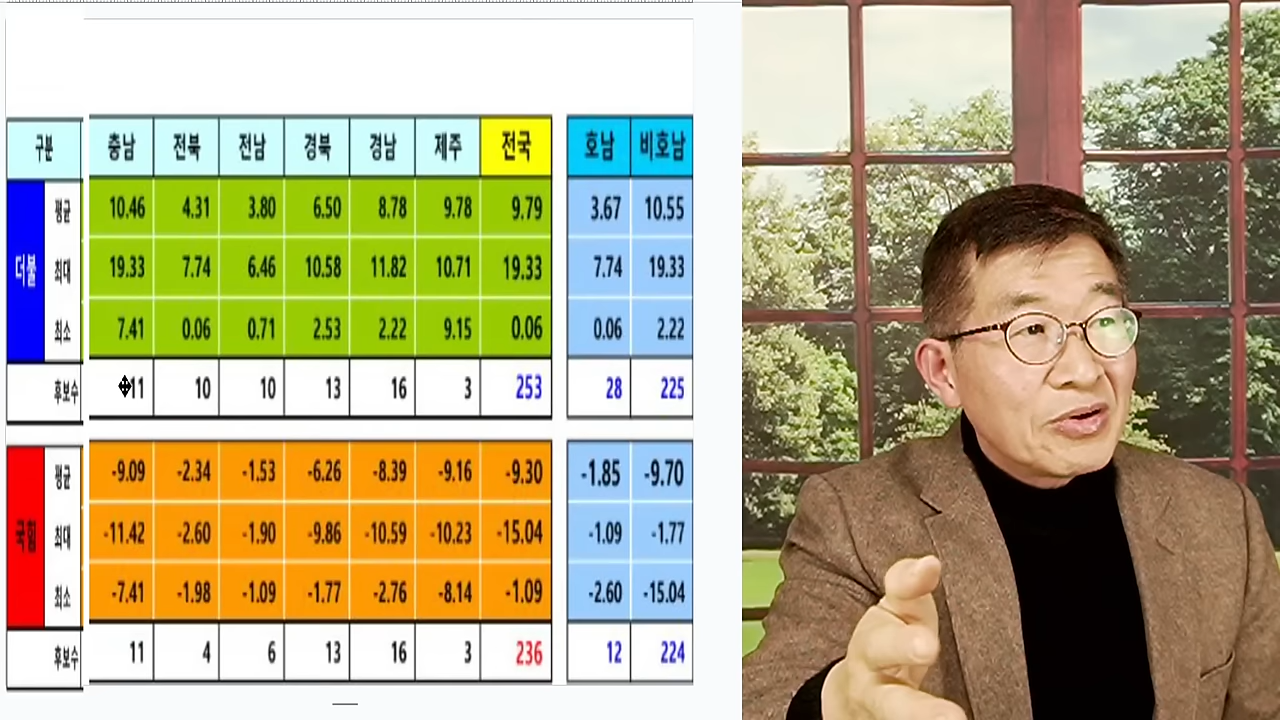 구분 충남 전북 전남 경북 경남 제주 전국 호남 비호남
더불
평균 10.46 4.31 3.80 6.50 8.78 9.78 9.79 3.67 10.55
최대 19.33 7.74 6.46 10.58 11.82 10.71 19.33 7.74 19.33
최소 7.41 0.06 0.71 2.53 2.22 9.15 0.06 0.06 2.22
후보수 11 10 10 13 16 3 253 28 225
국힘
평균 -9.09 -2.34 -1.53 -6.26 -8.39 -9.16 -9.30 -1.85 -9.70
최대 -11.42 -2.60 -1.90 -9.86 -10.59 -10.23 -15.04 -1.09 -1.77
최소 -7.41 -1.98 -1.09 -1.77 -2.76 -8.14 -1.09 -2.60 -15.04
후보수 11 4 6 13 16 3 236 12 224